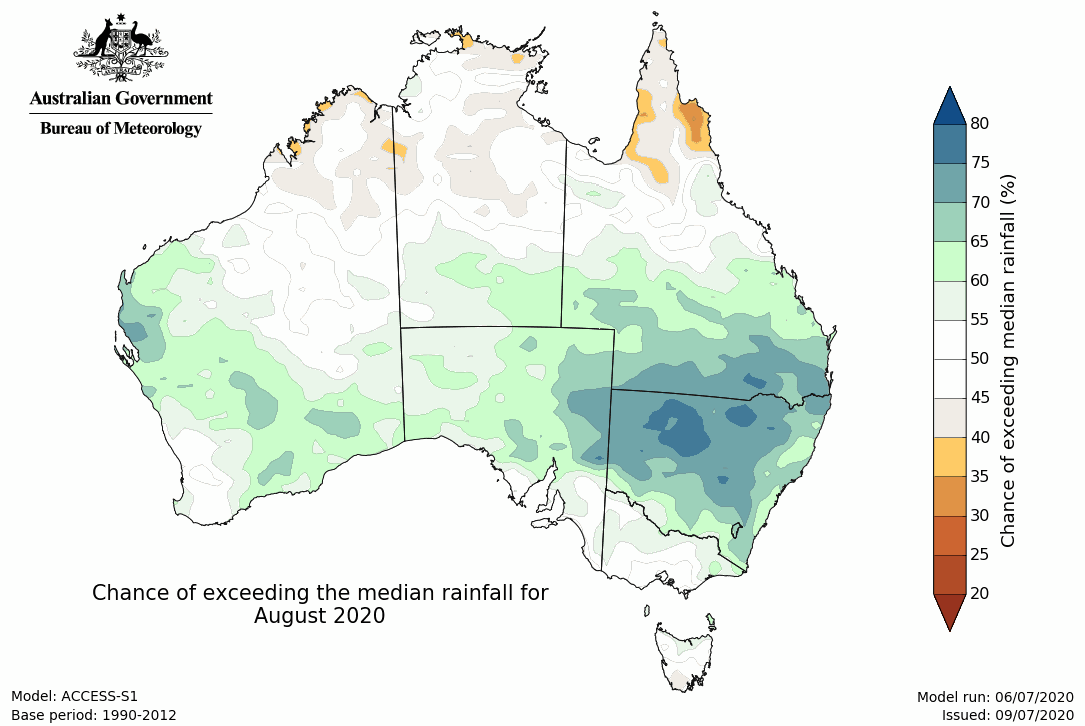 Australian Government
Bureau of Meteorology
80
75
70
65
60
55
50
45
40
35
30
25
20
Chance of exceeding median rainfall (%)
Chance of exceeding the median rainfall for
August 2020
Model: ACCESS-S1
Base period: 1990-2012
Model run: 06/07/2020
Issued: 09/07/2020